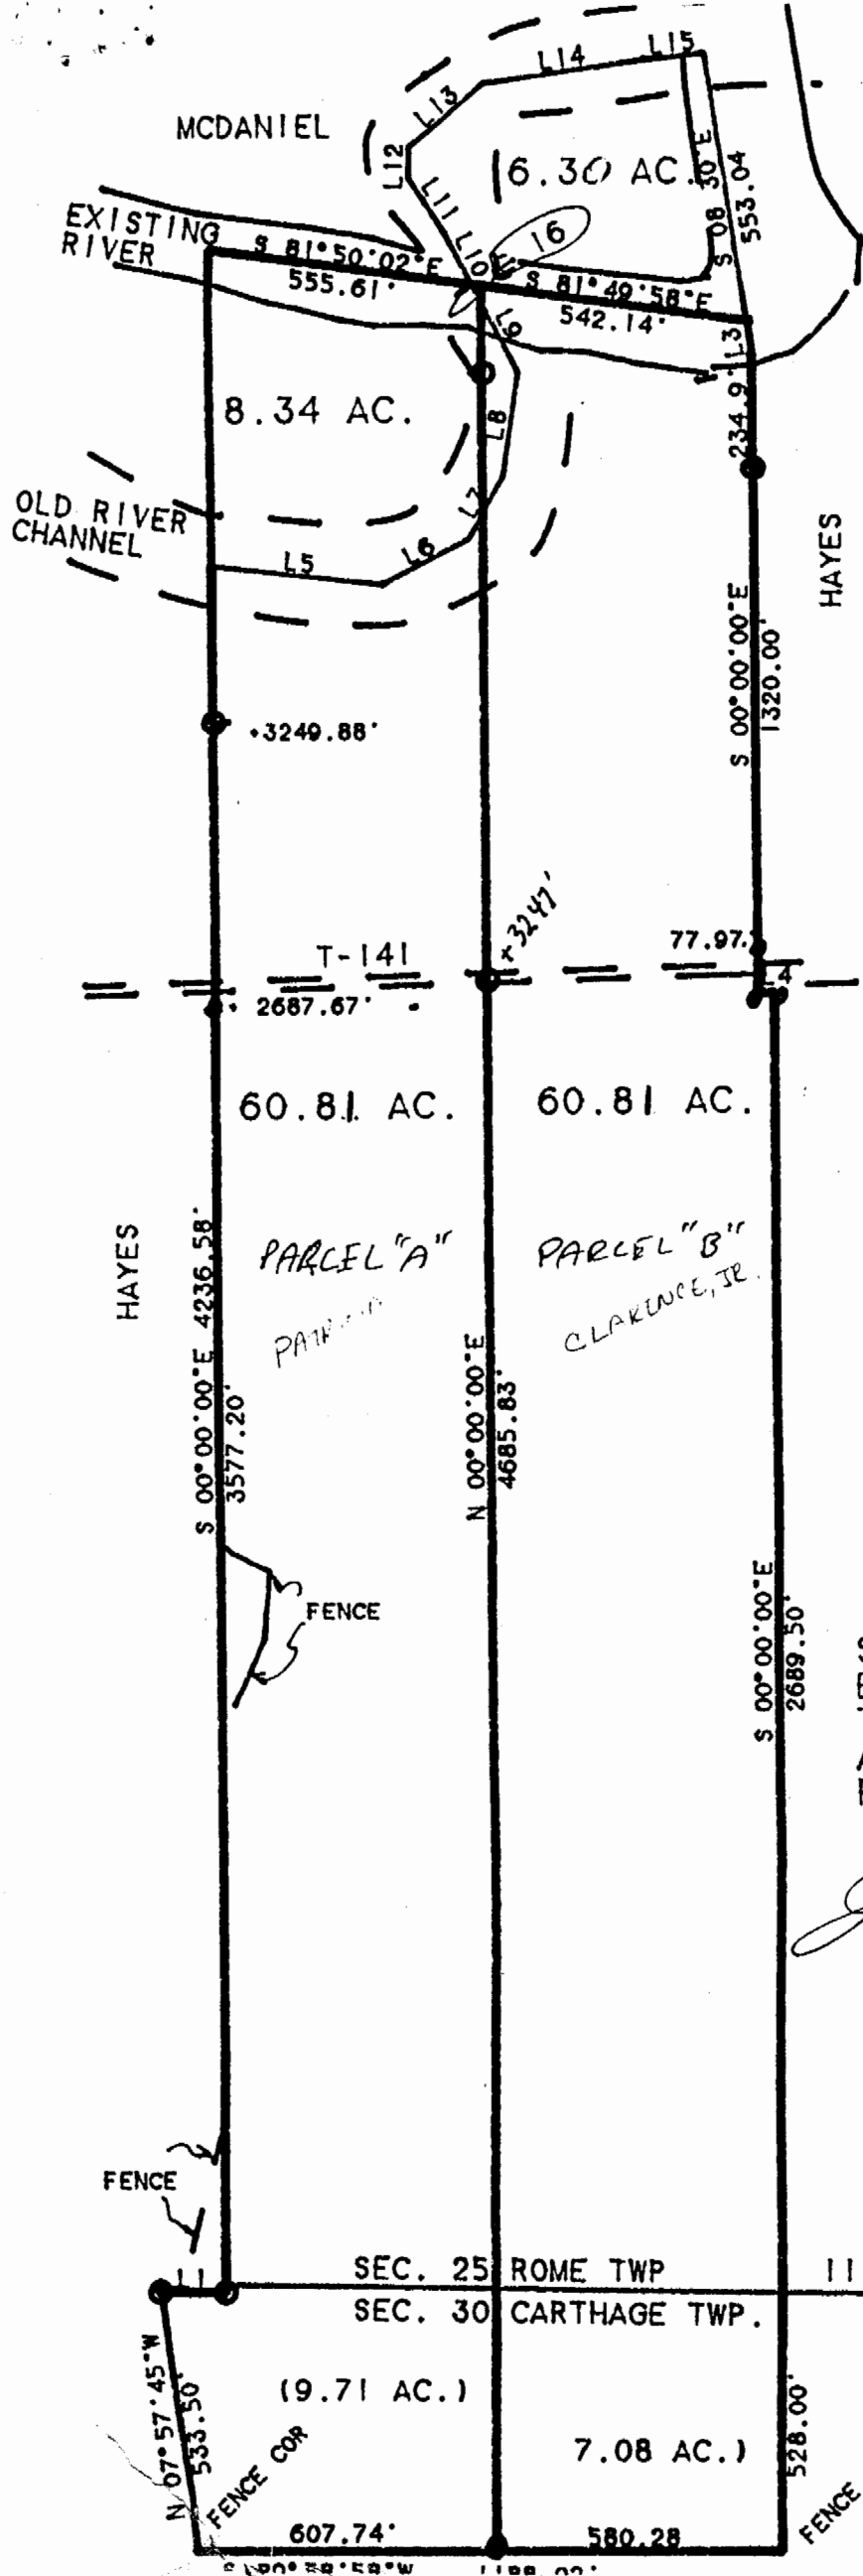 L14
L15
L13
MCDANIEL
L12
6.30 AC.
S 08 30'E
553.04
L11
EXISTING
RIVER
S 81°50'02"E
555.61'
L10
16
S 81°49'58"E
542.14'
L9
L3
234.9
8.34 AC.
L8
L7
OLD RIVER
CHANNEL
L6
L5
HAYES
S 00°00'00"E
1320.00'
+3249.88'
+3247'
T-141
77.97'
4
2687.67'
60.81 AC.
60.81 AC.
HAYES
PARCEL "A"
PARCEL "B"
CLARENCE, JR.
S 00°00'00"E 4236.58'
3577.20'
N 00°00'00"E
4685.83'
FENCE
S 00°00'00"E
2689.50'
FENCE
L1
SEC. 25 ROME TWP
11
SEC. 30 CARTHAGE TWP.
N 07°57'45"W
533.50'
(9.71 AC.)
7.08 AC.)
528.00'
FENCE COR
FENCE
607.74'
580.28